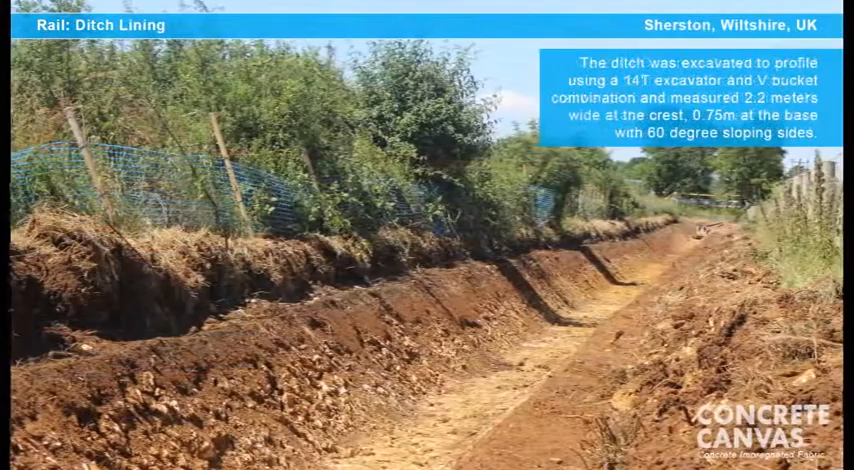 Rail: Ditch Lining
Sherston, Wiltshire, UK
The ditch was excavated to profile
using a 14T excavator and V bucket
combination and measured 2.2 meters
wide at the crest, 0.75m at the base
with 60 degree sloping sides.
CONCRETE
CANVAS
Concrete Impregnated Fabric